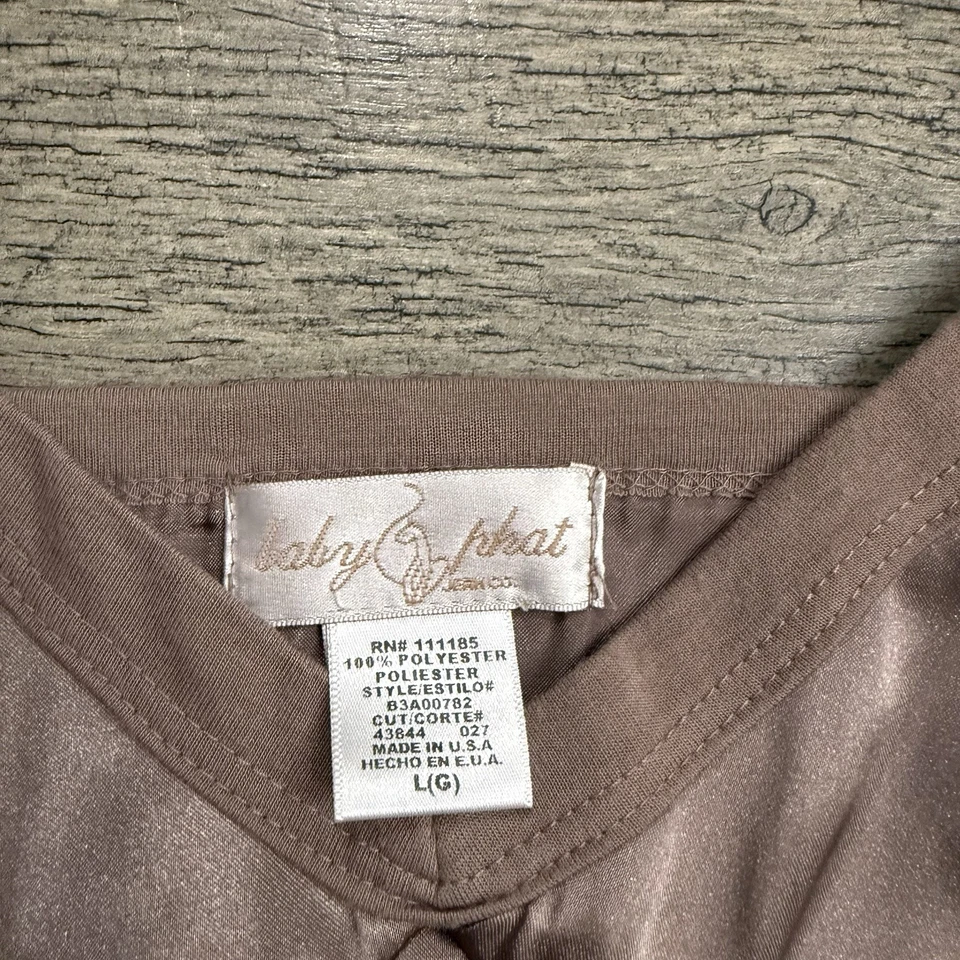 baby phat
JEAN CO.
RN# 111185
100% POLYESTER
POLIESTER
STYLE/ESTILO#
B3A00782
CUT/CORTE#
43844 027
MADE IN U.S.A
HECHO EN E.U.A.
L(G)